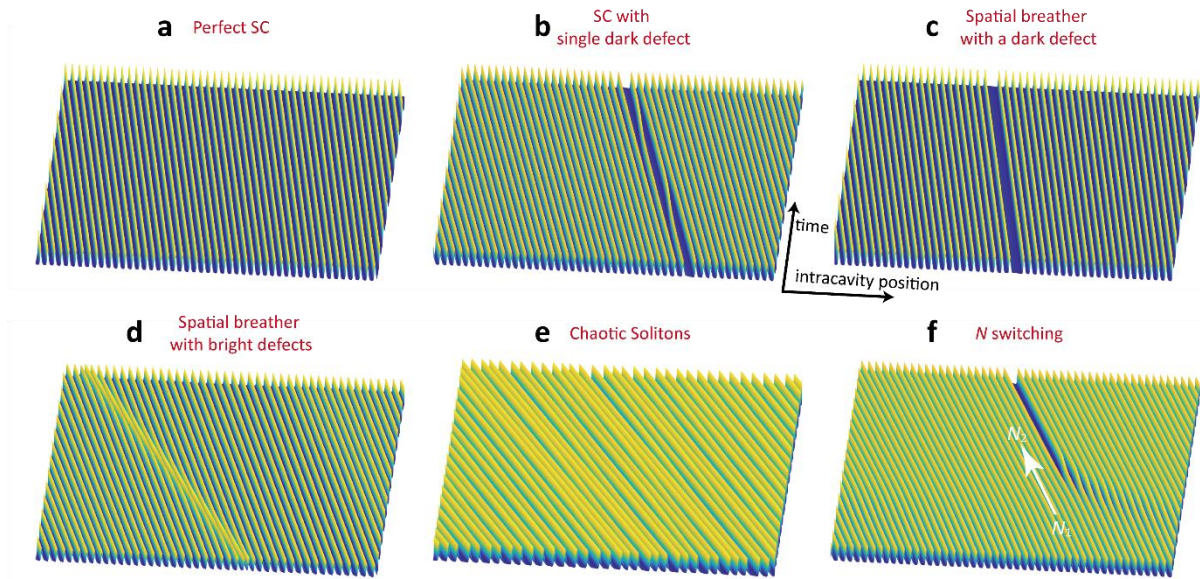 a Perfect SC
b SC with
single dark defect
c Spatial breather
with a dark defect
time
intracavity position
d Spatial breather
with bright defects
e Chaotic Solitons
f N switching
N2
N1